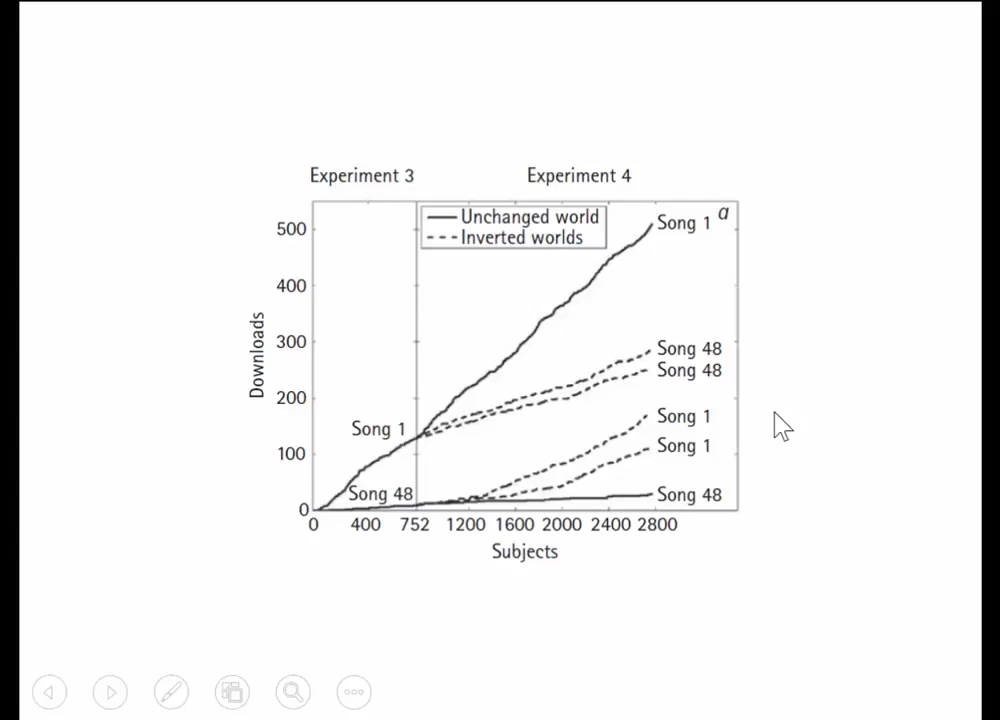 Experiment 3
Experiment 4
a
Unchanged world
Inverted worlds
Song 1
500
400
300
200
100
0
Downloads
Song 48
Song 48
Song 1
Song 1
Song 1
Song 48
Song 48
0 400 752 1200 1600 2000 2400 2800
Subjects